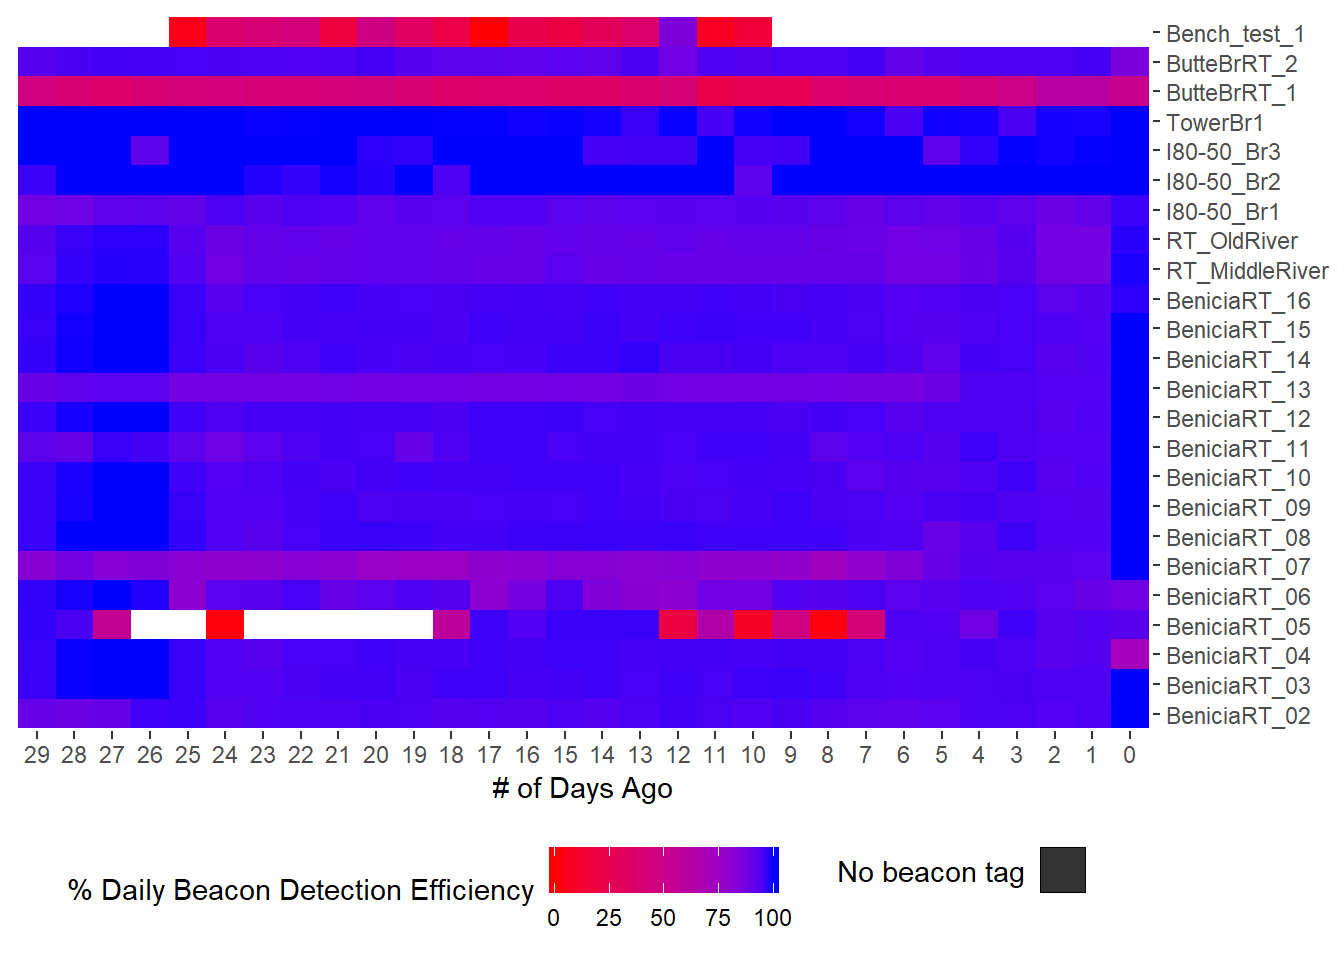 Bench_test_1
ButteBrRT_2
ButteBrRT_1
TowerBr1
I80-50_Br3
I80-50_Br2
I80-50_Br1
RT_OldRiver
RT_MiddleRiver
BeniciaRT_16
BeniciaRT_15
BeniciaRT_14
BeniciaRT_13
BeniciaRT_12
BeniciaRT_11
BeniciaRT_10
BeniciaRT_09
BeniciaRT_08
BeniciaRT_07
BeniciaRT_06
BeniciaRT_05
BeniciaRT_04
BeniciaRT_03
BeniciaRT_02
29 28 27 26 25 24 23 22 21 20 19 18 17 16 15 14 13 12 11 10 9 8 7 6 5 4 3 2 1 0
# of Days Ago
% Daily Beacon Detection Efficiency
0 25 50 75 100
No beacon tag